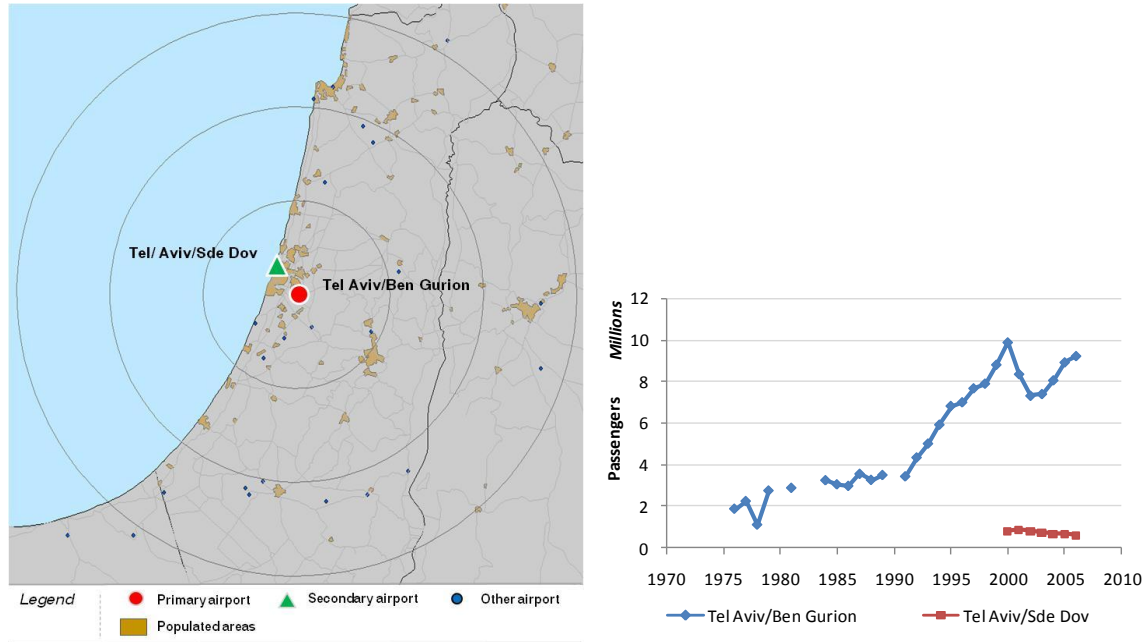 Tel/ Aviv/Sde Dov
Tel Aviv/Ben Gurion
Legend
Primary airport
Secondary airport
Other airport
Populated areas
Passengers Millions
12
10
8
6
4
2
0
1970 1975 1980 1985 1990 1995 2000 2005 2010
Tel Aviv/Ben Gurion
Tel Aviv/Sde Dov